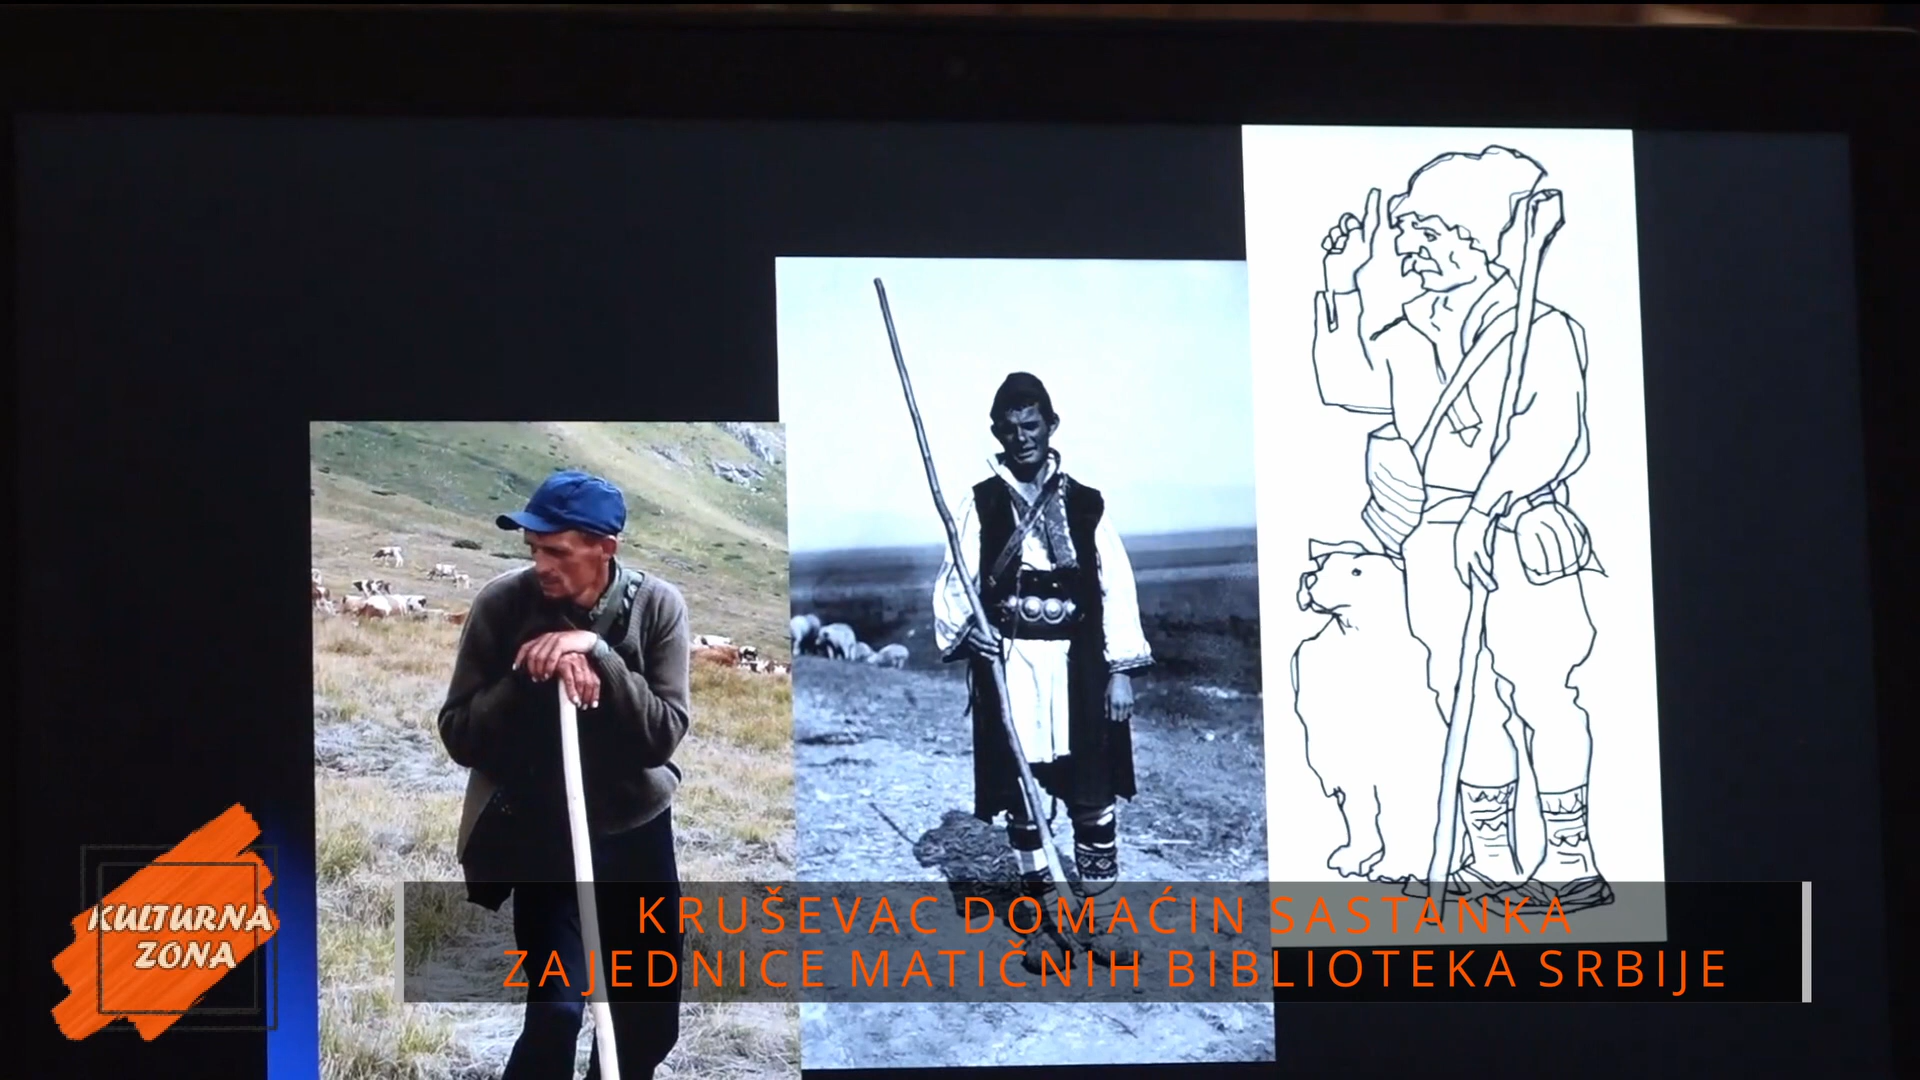 KULTURNA
ZONA
KRUŠEVAC DOMAĆIN SASTANKA
ZAJEDNICE MATIČNIH BIBLIOTEKA SRBIJE